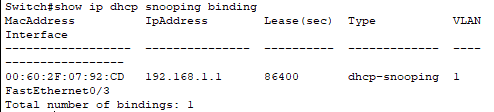 Switch#show ip dhcp snooping binding
MacAddress          IpAddress        Lease(sec)  Type           VLAN
Interface
------------------  ---------------  ----------  -------------  ----
-----------------
00:60:2F:07:92:CD   192.168.1.1      86400       dhcp-snooping  1
FastEthernet0/3
Total number of bindings: 1